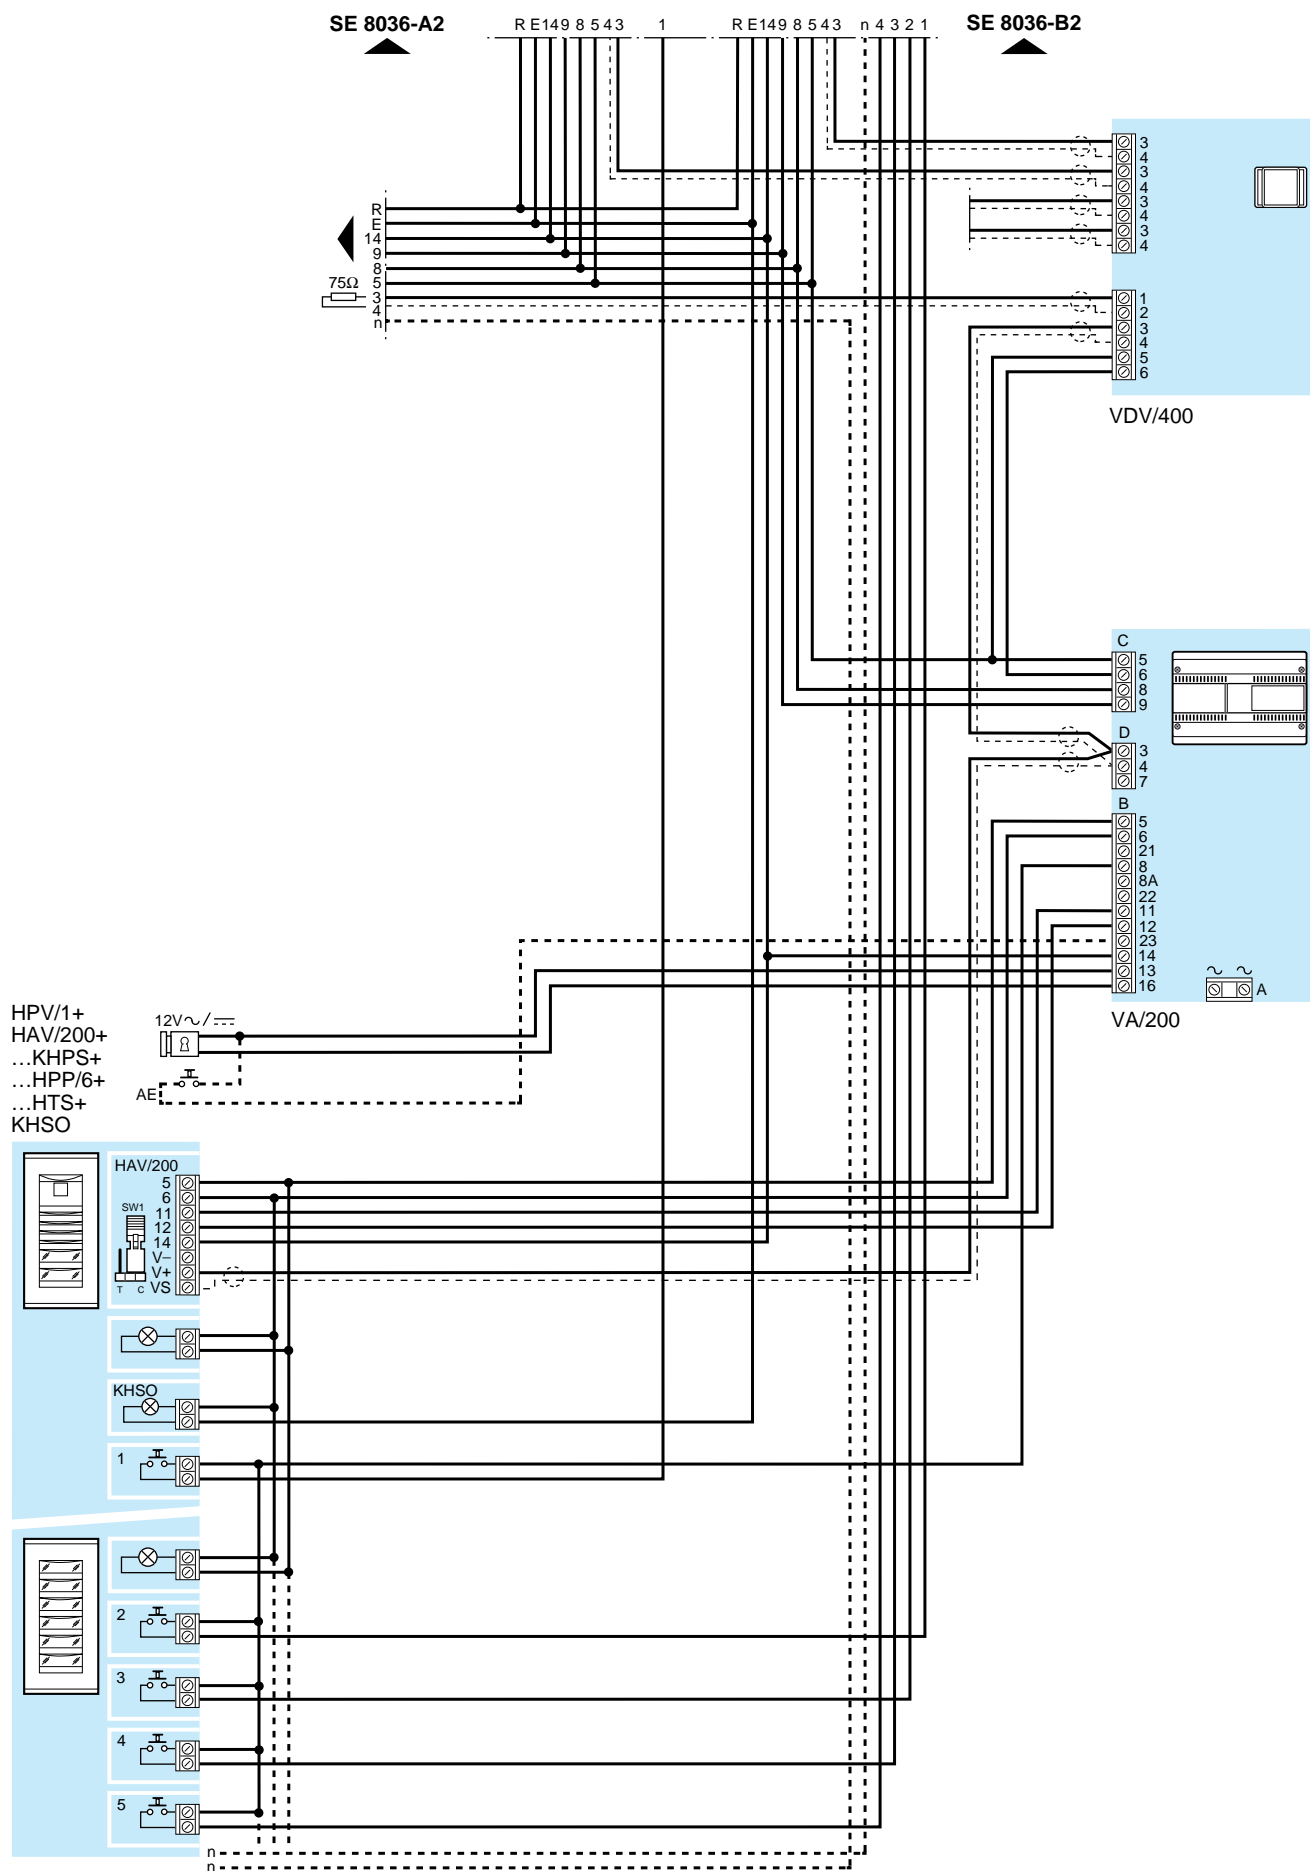 SE 8036-A2
R E 14 9 8 5 4 3
1
R E 14 9 8 5 4 3
n 4 3 2 1
SE 8036-B2
3
4
3
4
3
4
3
4
R
E
14
9
8
5
3
4
n
75Ω
1
2
3
4
5
6
VDV/400
C
5
6
8
9
D
3
4
7
B
5
6
21
8
8A
22
11
12
23
14
13
16
A
VA/200
HPV/1+
HAV/200+
...KHPS+
...HPP/6+
...HTS+
KHSO
12V
AE
HAV/200
5
6
11
12
14
V–
V+
VS
SW1
T C
KHSO
1
2
3
4
5
n
n